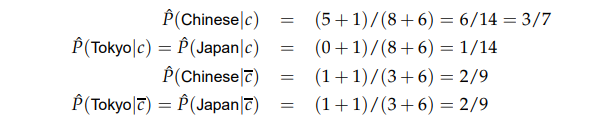 P̂(Chinese|c) = (5 + 1)/(8 + 6) = 6/14 = 3/7
P̂(Tokyo|c) = P̂(Japan|c) = (0 + 1)/(8 + 6) = 1/14
P̂(Chinese|c̅) = (1 + 1)/(3 + 6) = 2/9
P̂(Tokyo|c̅) = P̂(Japan|c̅) = (1 + 1)/(3 + 6) = 2/9